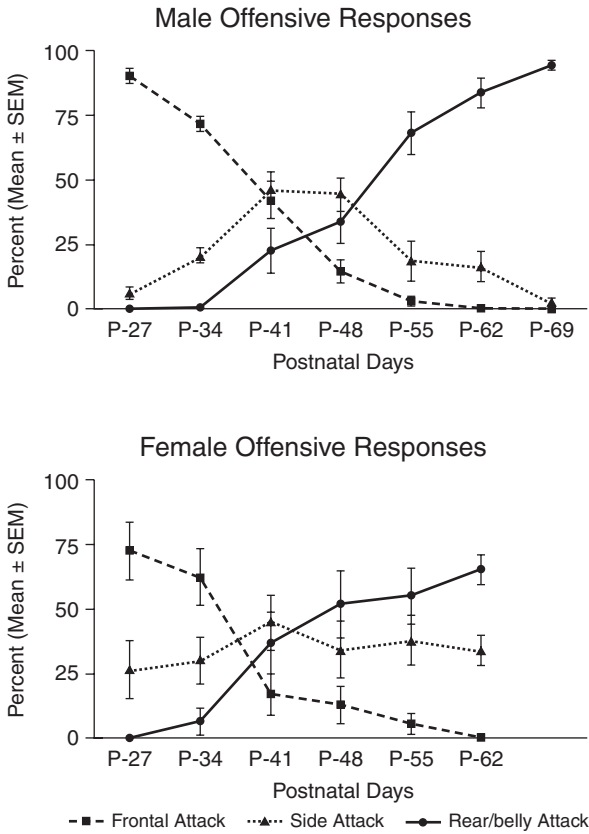 Male Offensive Responses
Percent (Mean ± SEM)
100
75
50
25
0
P-27 P-34 P-41 P-48 P-55 P-62 P-69
Postnatal Days
Female Offensive Responses
Percent (Mean ± SEM)
100
75
50
25
0
P-27 P-34 P-41 P-48 P-55 P-62
Postnatal Days
Frontal Attack Side Attack Rear/belly Attack